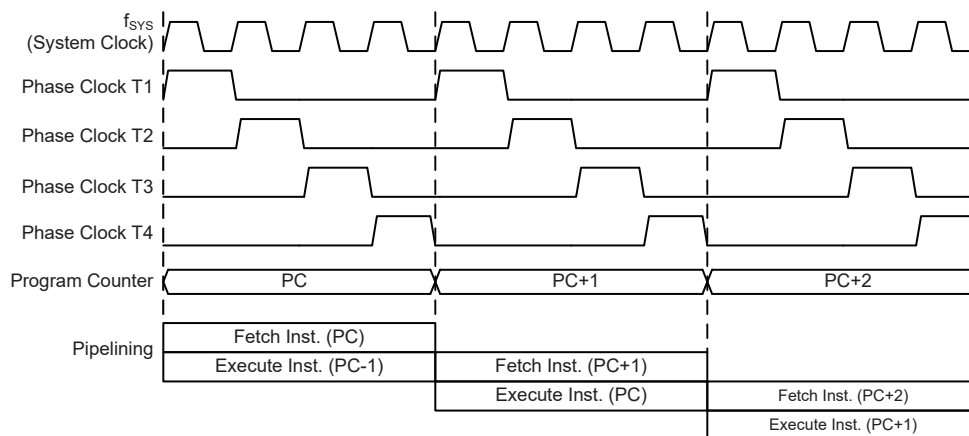 fSYS
(System Clock)
Phase Clock T1
Phase Clock T2
Phase Clock T3
Phase Clock T4
Program Counter PC PC+1 PC+2
Pipelining
Fetch Inst. (PC)
Execute Inst. (PC-1) Fetch Inst. (PC+1)
Execute Inst. (PC) Fetch Inst. (PC+2)
Execute Inst. (PC+1)